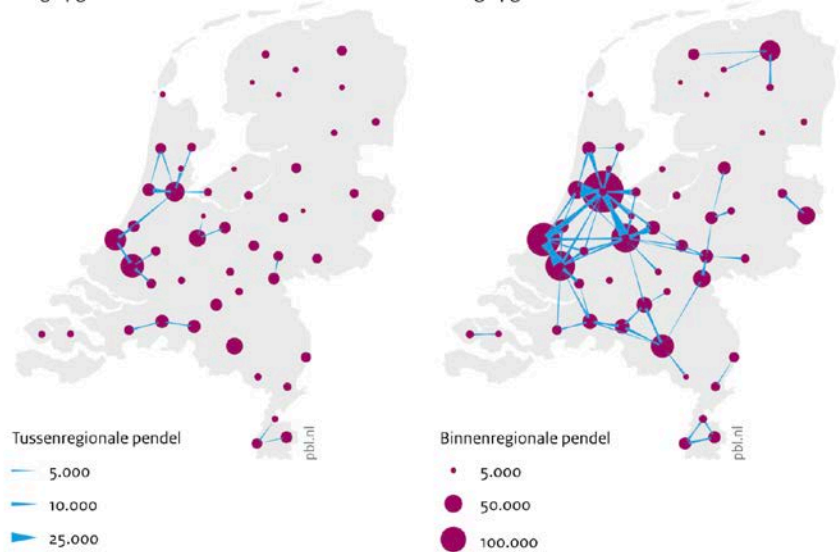 Tussenregionale pendel
5.000
10.000
25.000
pbl.nl
Binnenregionale pendel
5.000
50.000
100.000
pbl.nl